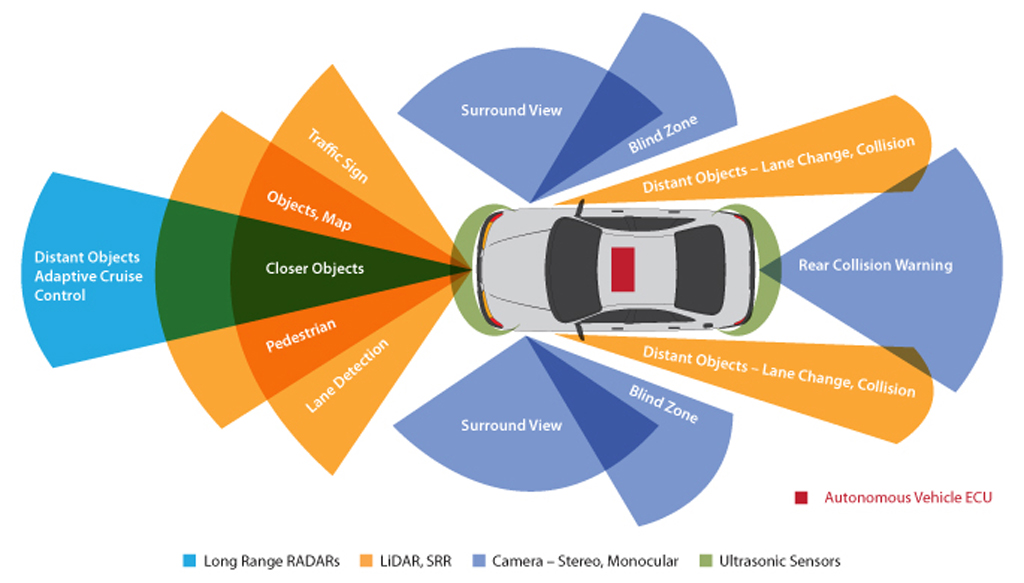 Surround View
Blind Zone
Traffic Sign
Distant Objects – Lane Change, Collision
Objects, Map
Distant Objects
Adaptive Cruise
Control
Closer Objects
Rear Collision Warning
Pedestrian
Lane Detection
Distant Objects – Lane Change, Collision
Blind Zone
Surround View
Autonomous Vehicle ECU
Long Range RADARs
LiDAR, SRR
Camera – Stereo, Monocular
Ultrasonic Sensors